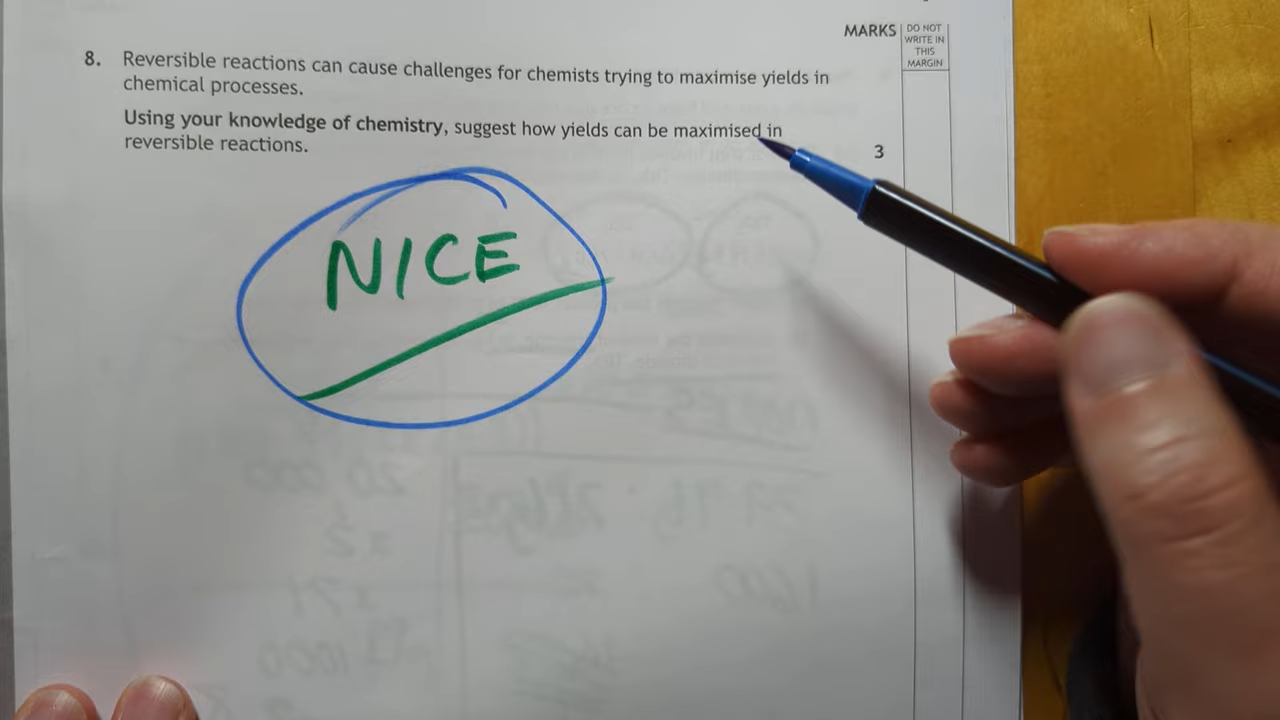 MARKS
DO NOT
WRITE IN
THIS
MARGIN
8. Reversible reactions can cause challenges for chemists trying to maximise yields in
chemical processes.
Using your knowledge of chemistry, suggest how yields can be maximised in
reversible reactions.
3
NICE